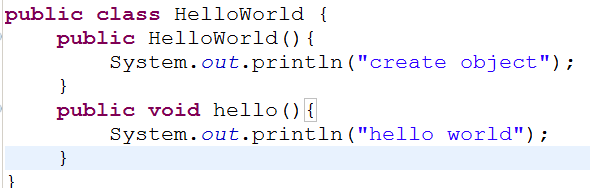 public class HelloWorld {
    public HelloWorld(){
        System.out.println("create object");
    }
    public void hello(){
        System.out.println("hello world");
    }
}